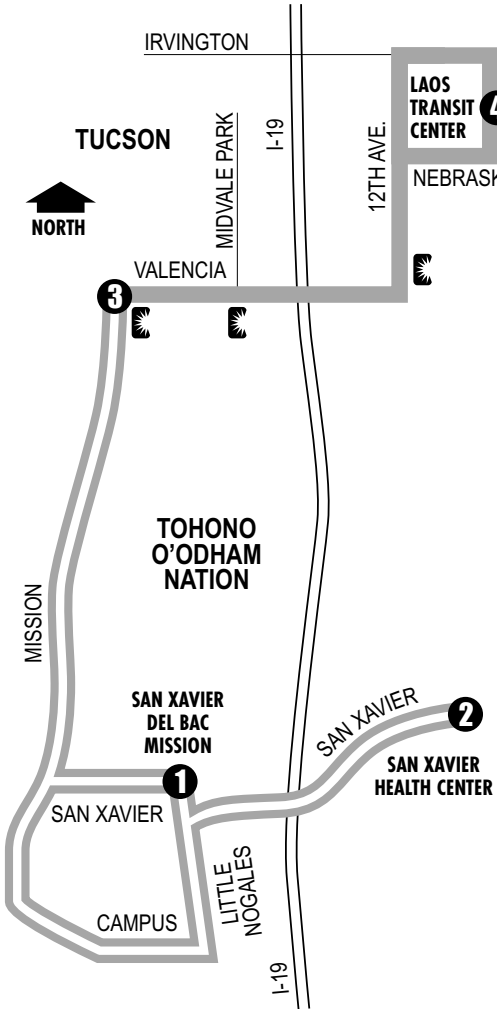 IRVINGTON
LAOS
TRANSIT
CENTER
4
TUCSON
MIDVALE PARK
I-19
12TH AVE.
NEBRASK
NORTH
VALENCIA
3
TOHONO
O'ODHAM
NATION
MISSION
SAN XAVIER
DEL BAC
MISSION
1
SAN XAVIER
2
SAN XAVIER
HEALTH CENTER
SAN XAVIER
LITTLE
NOGALES
CAMPUS
I-19